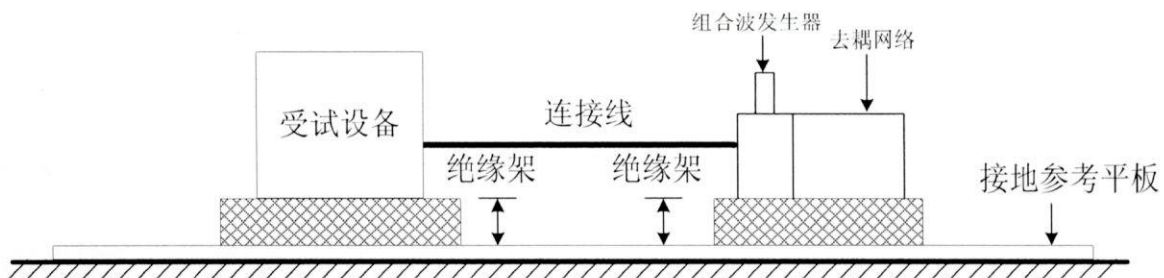 组合波发生器
去耦网络
受试设备
连接线
绝缘架
绝缘架
接地参考平板